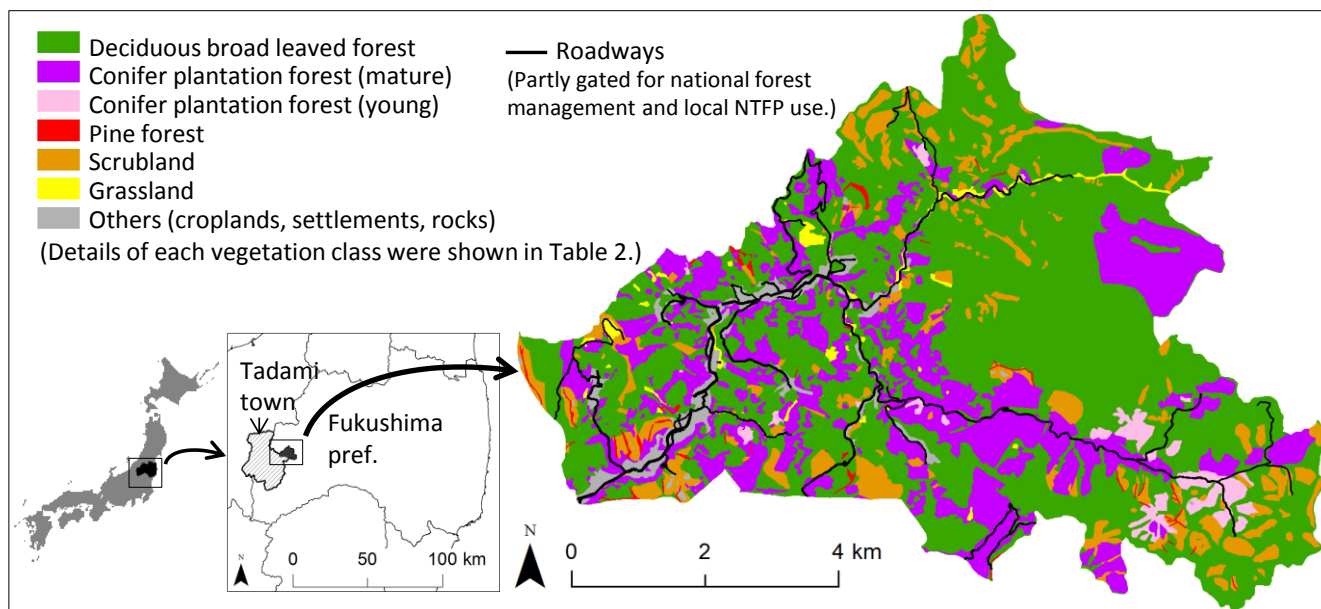 Deciduous broad leaved forest
Conifer plantation forest (mature)
Conifer plantation forest (young)
Pine forest
Scrubland
Grassland
Others (croplands, settlements, rocks)
(Details of each vegetation class were shown in Table 2.)
Roadways
(Partly gated for national forest
management and local NTFP use.)
Tadami
town
Fukushima
pref.
N
0 50 100 km
N
0 2 4 km